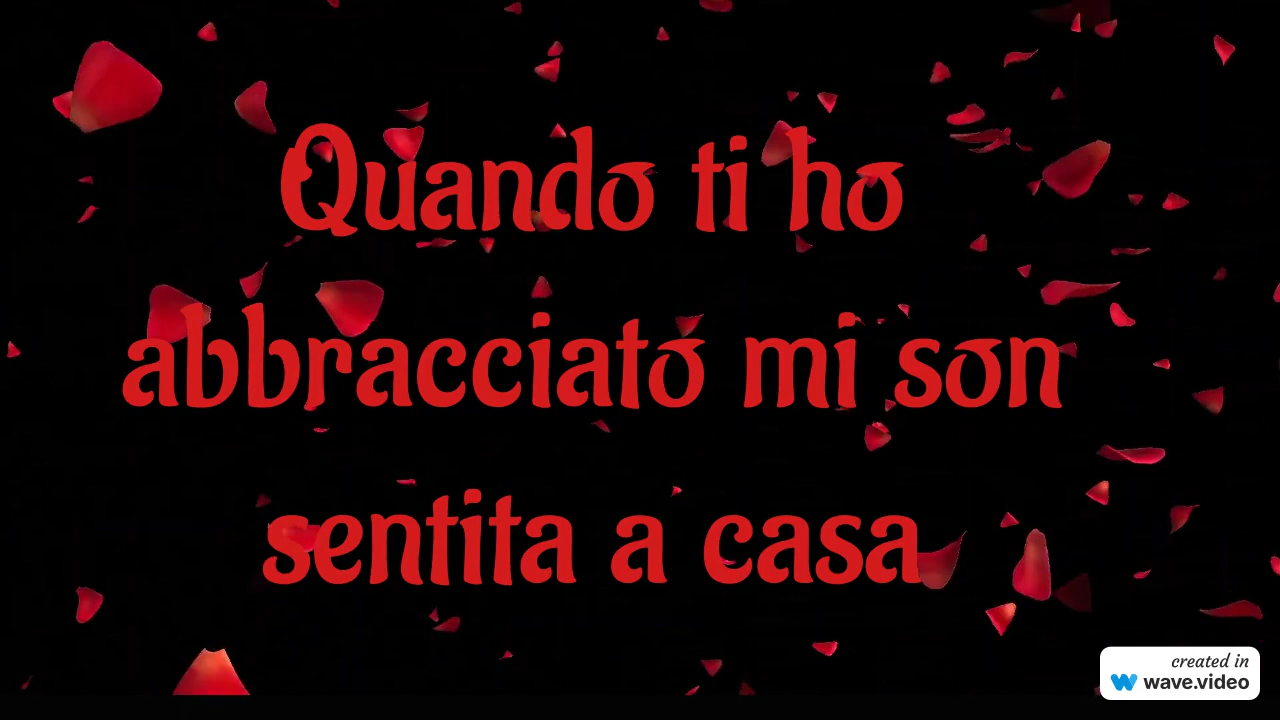 Quando ti ho
abbracciato mi son
sentita a casa
created in
wave.video